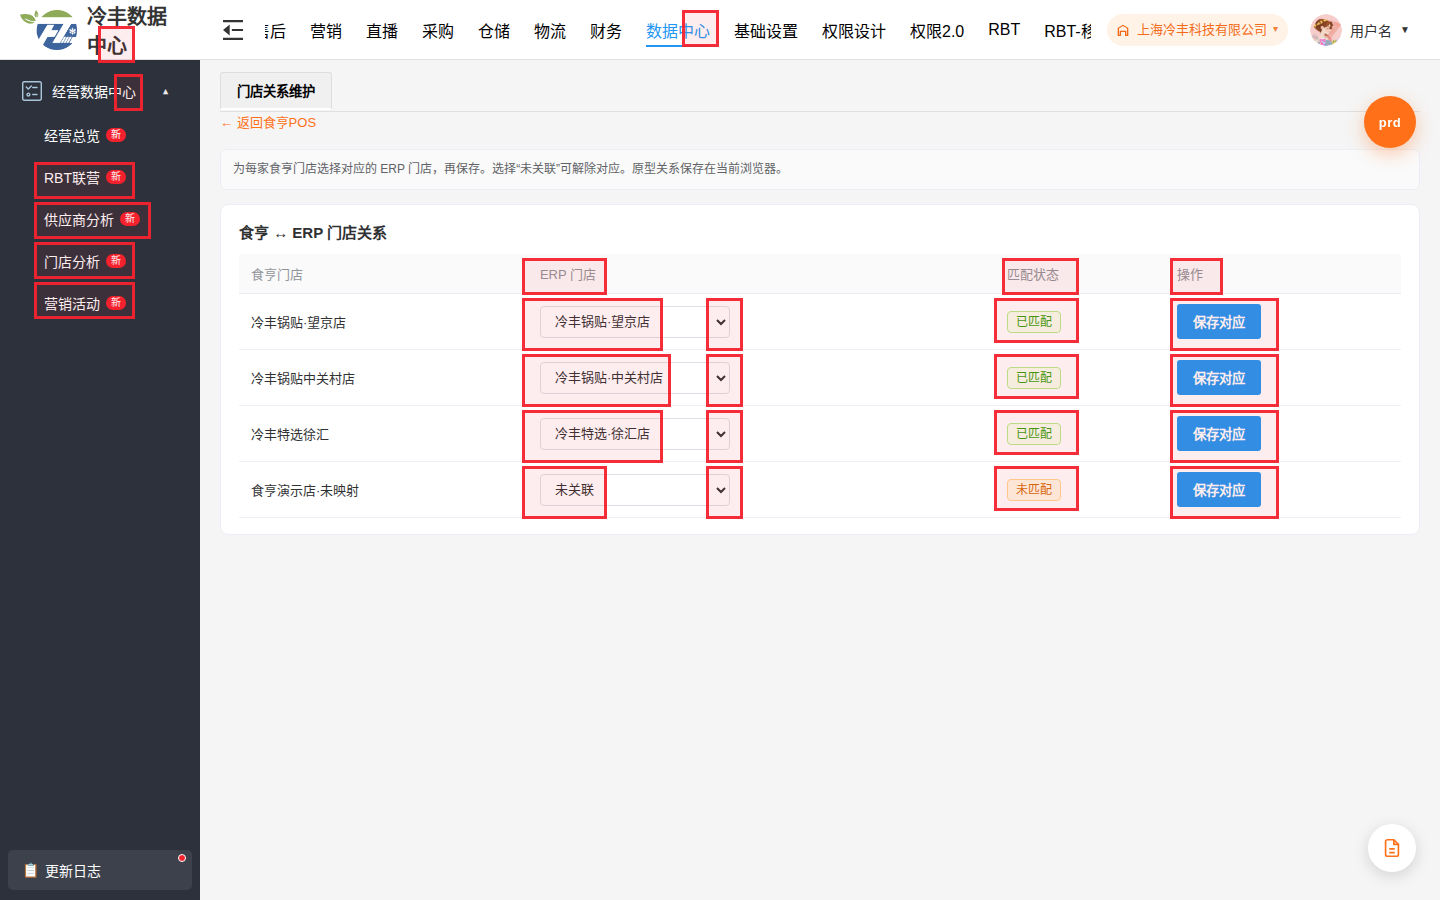 冷丰数据
中心
售后 营销 直播 采购 仓储 物流 财务 数据中心 基础设置 权限设计 权限2.0 RBT RBT-移
上海冷丰科技有限公司 ▾
用户名 ▼
经营数据中心 ▲
经营总览 新
RBT联营 新
供应商分析 新
门店分析 新
营销活动 新
📋 更新日志
门店关系维护
← 返回食亨POS
prd
为每家食亨门店选择对应的 ERP 门店，再保存。选择“未关联”可解除对应。原型关系保存在当前浏览器。
食亨 ↔ ERP 门店关系
食亨门店 ERP 门店 匹配状态 操作
冷丰锅贴·望京店 冷丰锅贴·望京店 已匹配 保存对应
冷丰锅贴中关村店 冷丰锅贴·中关村店 已匹配 保存对应
冷丰特选徐汇 冷丰特选·徐汇店 已匹配 保存对应
食亨演示店·未映射 未关联 未匹配 保存对应